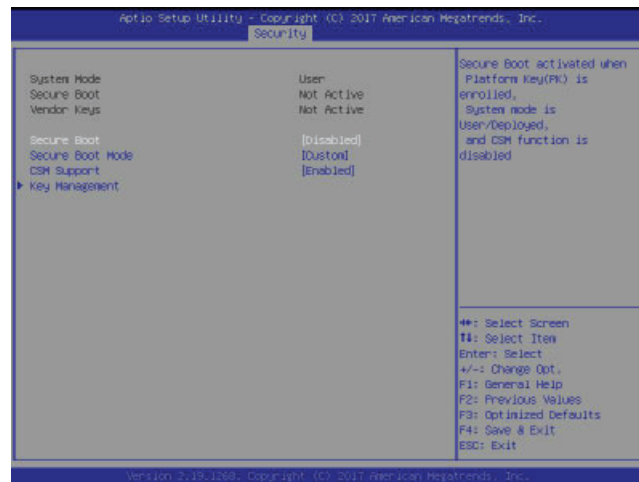 Aptio Setup Utility - Copyright (C) 2017 American Megatrends, Inc.
Security
System Mode User
Secure Boot Not Active
Vendor Keys Not Active
Secure Boot [Disabled]
Secure Boot Mode [Custom]
CSM Support [Enabled]
Key Management
Secure Boot activated when
Platform Key(PK) is
enrolled,
System mode is
User/Deployed,
and CSM function is
disabled
→←: Select Screen
↑↓: Select Item
Enter: Select
+/-: Change Opt.
F1: General Help
F2: Previous Values
F3: Optimized Defaults
F4: Save & Exit
ESC: Exit
Version 2.19.1268. Copyright (C) 2017 American Megatrends, Inc.